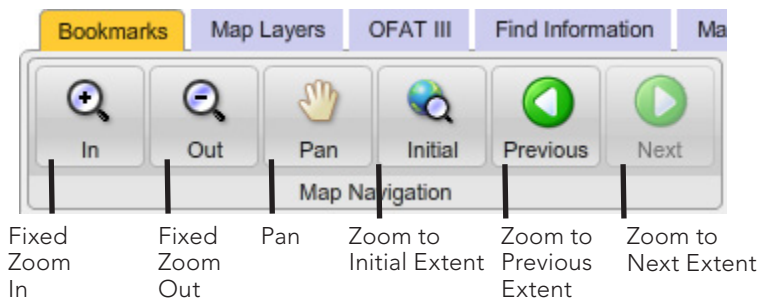 Bookmarks Map Layers OFAT III Find Information Ma
In Out Pan Initial Previous Next
Map Navigation
Fixed Zoom In
Fixed Zoom Out
Pan
Zoom to Initial Extent
Zoom to Previous Extent
Zoom to Next Extent